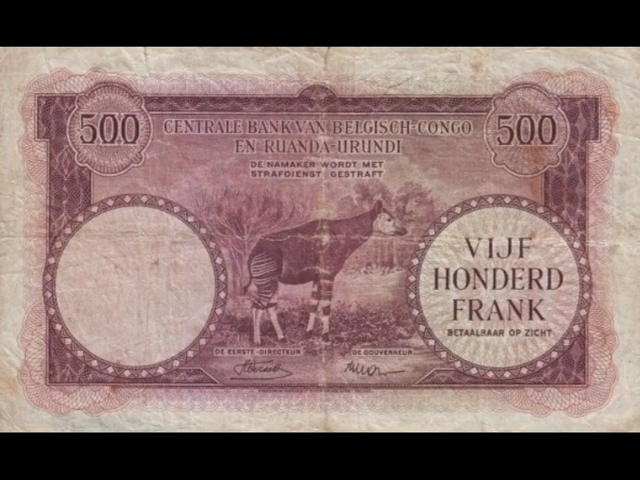 500
CENTRALE BANK VAN BELGISCH-CONGO
EN RUANDA-URUNDI
500
DE NAMAKER WORDT MET
STRAFDIENST GESTRAFT
VIJF
HONDERD
FRANK
BETAALBAAR OP ZICHT
DE EERSTE-DIRECTEUR
DE GOUVERNEUR